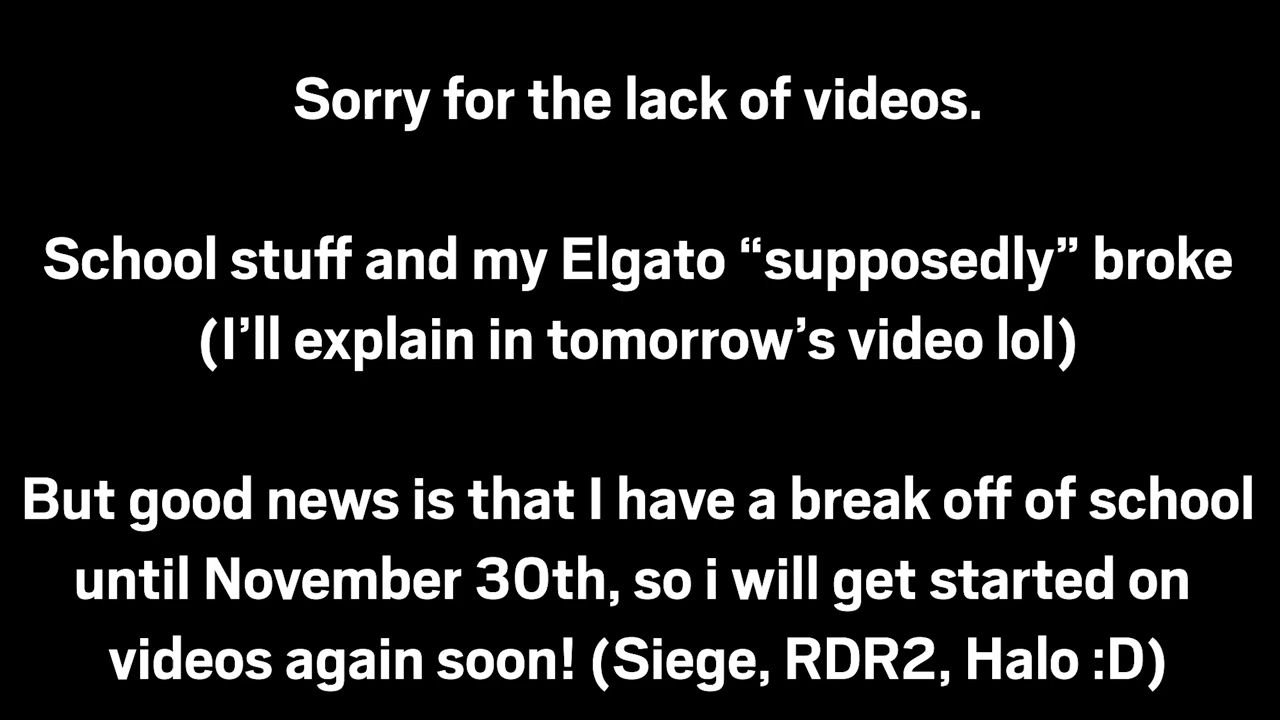 Sorry for the lack of videos.
School stuff and my Elgato “supposedly” broke
(I’ll explain in tomorrow’s video lol)
But good news is that I have a break off of school
until November 30th, so i will get started on
videos again soon! (Siege, RDR2, Halo :D)